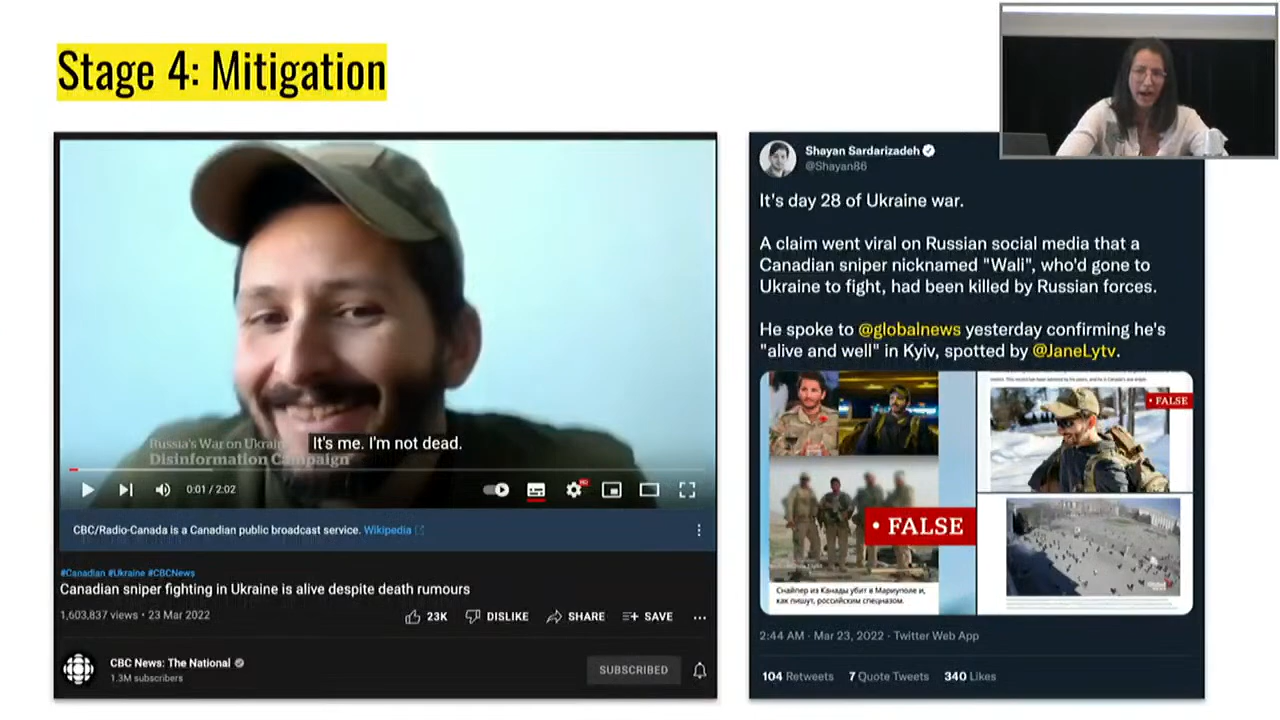 Stage 4: Mitigation
It's me. I'm not dead.
Russia's War on Ukrain
Disinformation Campaign
0:01 / 2:02
HD
CBC/Radio-Canada is a Canadian public broadcast service. Wikipedia
#Canadian #Ukraine #CBCNews
Canadian sniper fighting in Ukraine is alive despite death rumours
1,603,837 views • 23 Mar 2022
23K DISLIKE SHARE SAVE
CBC News: The National
1.3M subscribers
SUBSCRIBED
Shayan Sardarizadeh
@Shayan86
It's day 28 of Ukraine war.
A claim went viral on Russian social media that a
Canadian sniper nicknamed "Wali", who'd gone to
Ukraine to fight, had been killed by Russian forces.
He spoke to @globalnews yesterday confirming he's
"alive and well" in Kyiv, spotted by @JaneLytv.
• FALSE
• FALSE
Снайпер из Канады убит в Мариуполе и,
как пишут, российским спецназом.
2:44 AM · Mar 23, 2022 · Twitter Web App
104 Retweets 7 Quote Tweets 340 Likes